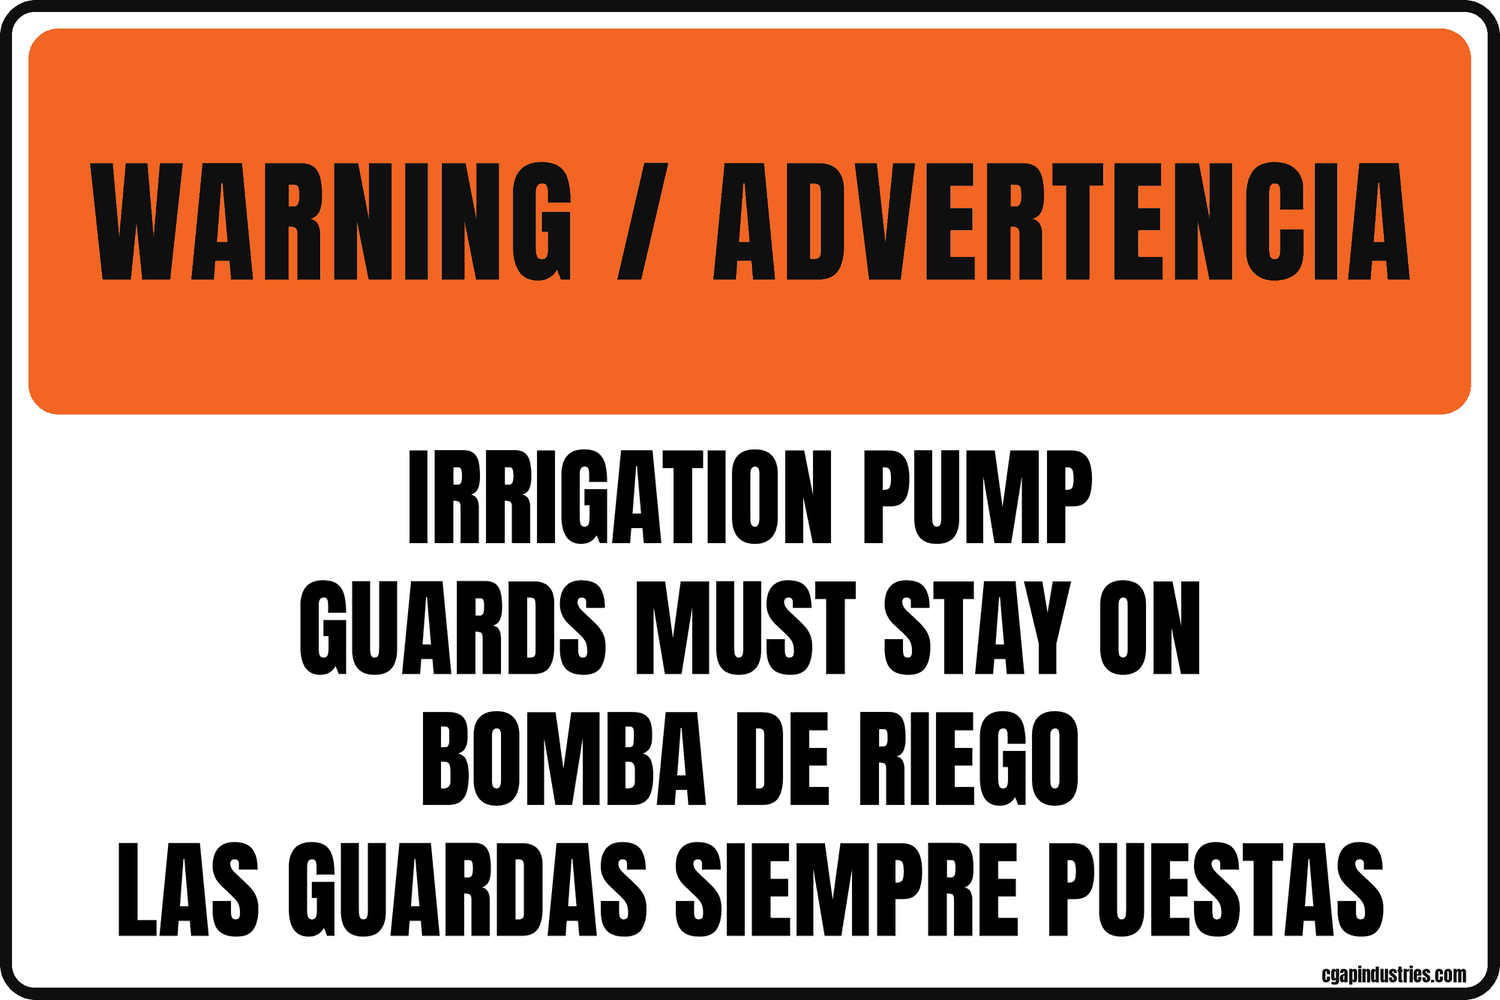 WARNING / ADVERTENCIA
IRRIGATION PUMP
GUARDS MUST STAY ON
BOMBA DE RIEGO
LAS GUARDAS SIEMPRE PUESTAS
cgapindustries.com